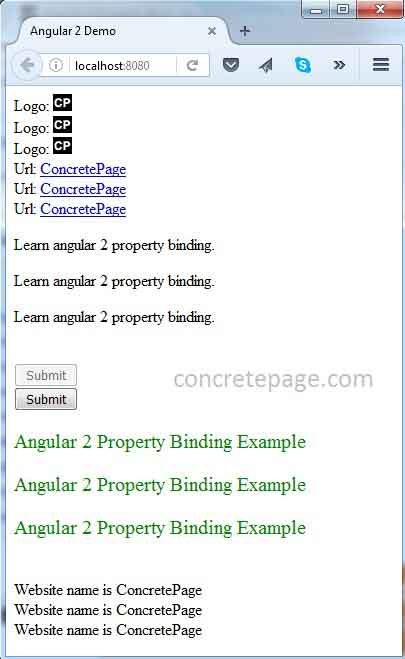 Angular 2 Demo
localhost:8080
Logo: CP
Logo: CP
Logo: CP
Url: ConcretePage
Url: ConcretePage
Url: ConcretePage
Learn angular 2 property binding.
Learn angular 2 property binding.
Learn angular 2 property binding.
Submit
concretepage.com
Submit
Angular 2 Property Binding Example
Angular 2 Property Binding Example
Angular 2 Property Binding Example
Website name is ConcretePage
Website name is ConcretePage
Website name is ConcretePage